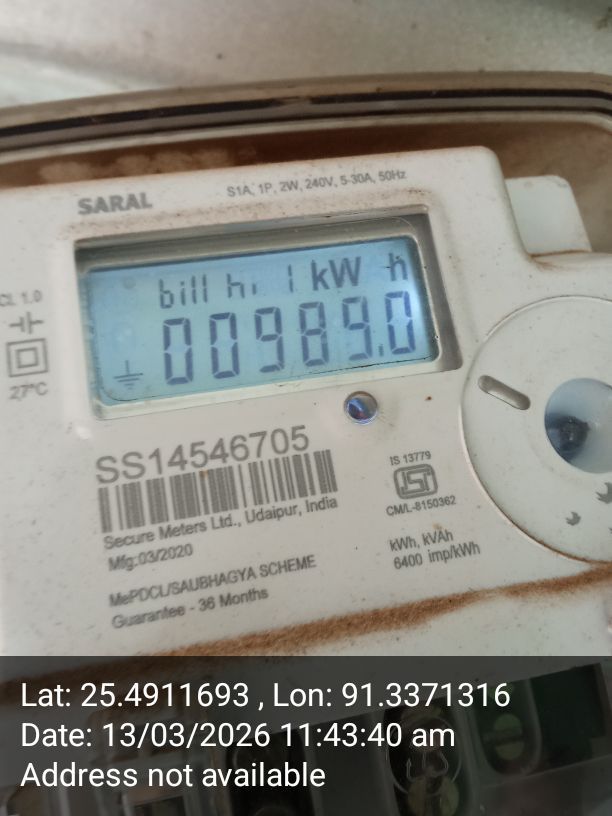 SARAL
S1A, 1P, 2W, 240V, 5-30A, 50Hz
CL 1.0
27°C
bill hi 1 kW h
00989.0
SS14546705
Secure Meters Ltd., Udaipur, India
Mfg:03/2020
MePDCL/SAUBHAGYA SCHEME
Guarantee - 36 Months
IS 13779
CM/L-8150362
kWh, kVAh
6400 imp/kWh
Lat: 25.4911693 , Lon: 91.3371316
Date: 13/03/2026 11:43:40 am
Address not available